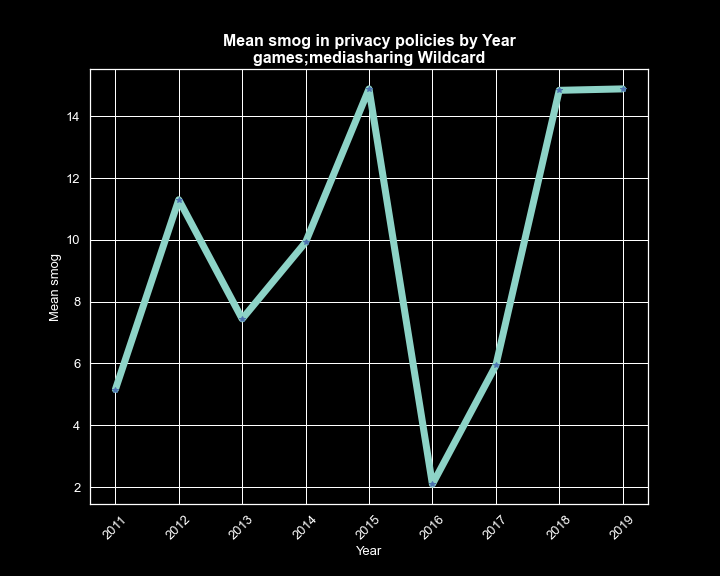 Mean smog in privacy policies by Year
games;mediasharing Wildcard
14
12
10
8
6
4
2
Mean smog
2011 2012 2013 2014 2015 2016 2017 2018 2019
Year